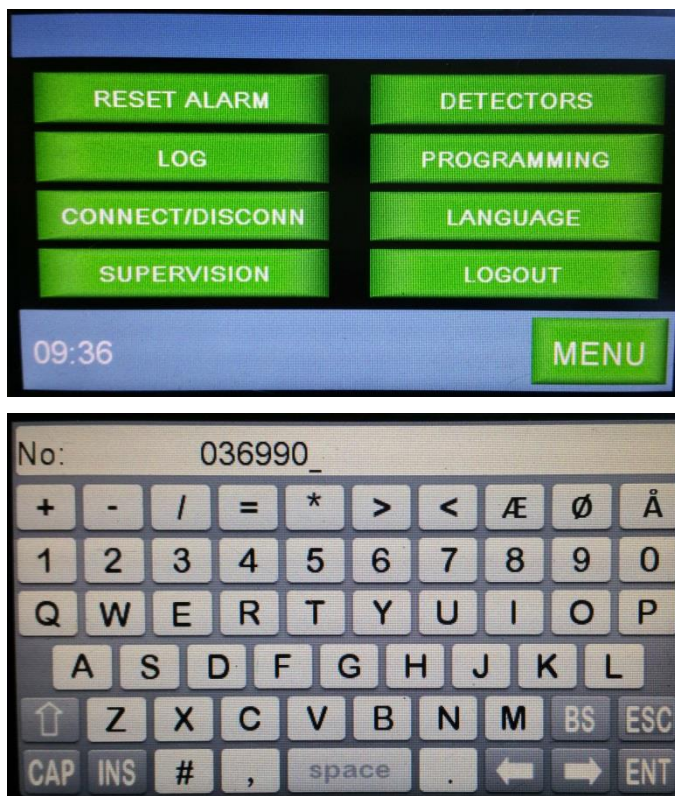 RESET ALARM DETECTORS
LOG PROGRAMMING
CONNECT/DISCONN LANGUAGE
SUPERVISION LOGOUT
09:36 MENU
No: 036990_
+ - / = * > < Æ Ø Å
1 2 3 4 5 6 7 8 9 0
Q W E R T Y U I O P
A S D F G H J K L
⇧ Z X C V B N M BS ESC
CAP INS # , space . ← → ENT